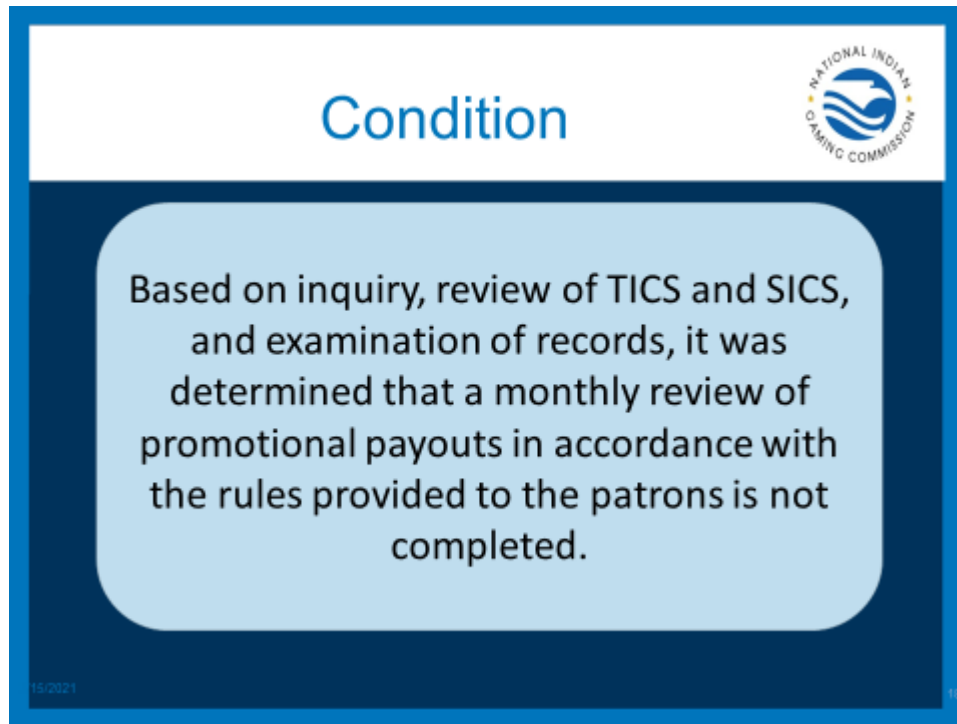 Condition
NATIONAL INDIAN
GAMING COMMISSION
Based on inquiry, review of TICS and SICS,
and examination of records, it was
determined that a monthly review of
promotional payouts in accordance with
the rules provided to the patrons is not
completed.
/15/2021